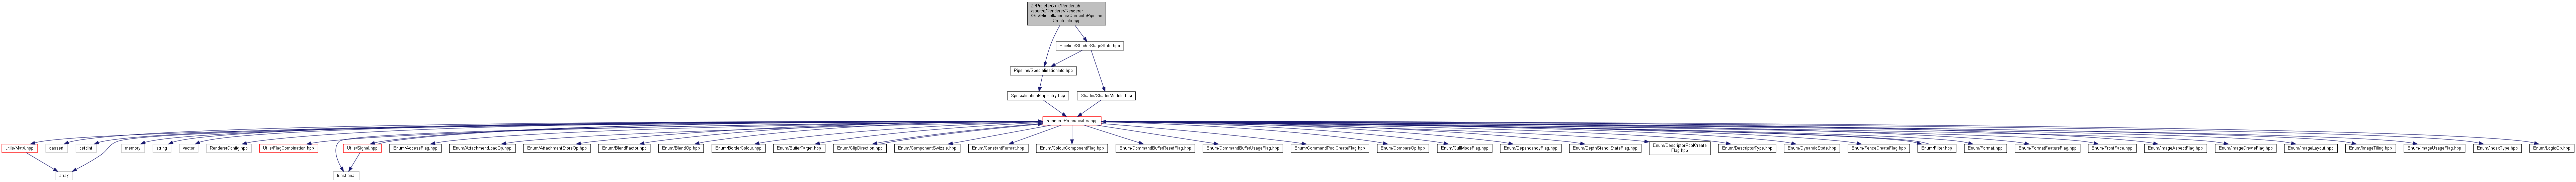 Z:/Projets/C++/RenderLib
/source/Renderer/Renderer
/Src/Miscellaneous/ComputePipeline
CreateInfo.hpp
Pipeline/ShaderStageState.hpp
Pipeline/SpecialisationInfo.hpp
SpecialisationMapEntry.hpp
Shader/ShaderModule.hpp
RendererPrerequisites.hpp
Utils/Mat4.hpp
cassert
cstddint
memory
string
vector
RendererConfig.hpp
Utils/FlagCombination.hpp
Utils/Signal.hpp
Enum/AccessFlag.hpp
Enum/AttachmentLoadOp.hpp
Enum/AttachmentStoreOp.hpp
Enum/BlendFactor.hpp
Enum/BlendOp.hpp
Enum/BorderColour.hpp
Enum/BufferTarget.hpp
Enum/ClipDirection.hpp
Enum/ComponentSwizzle.hpp
Enum/ConstantFormat.hpp
Enum/ColourComponentFlag.hpp
Enum/CommandBufferResetFlag.hpp
Enum/CommandBufferUsageFlag.hpp
Enum/CommandPoolCreateFlag.hpp
Enum/CompareOp.hpp
Enum/CullModeFlag.hpp
Enum/DependencyFlag.hpp
Enum/DepthStencilStateFlag.hpp
Enum/DescriptorPoolCreate
Flag.hpp
Enum/DescriptorType.hpp
Enum/DynamicState.hpp
Enum/FenceCreateFlag.hpp
Enum/Filter.hpp
Enum/Format.hpp
Enum/FormatFeatureFlag.hpp
Enum/FrontFace.hpp
Enum/ImageAspectFlag.hpp
Enum/ImageCreateFlag.hpp
Enum/ImageLayout.hpp
Enum/ImageTiling.hpp
Enum/ImageUsageFlag.hpp
Enum/IndexType.hpp
Enum/LogicOp.hpp
array
functional